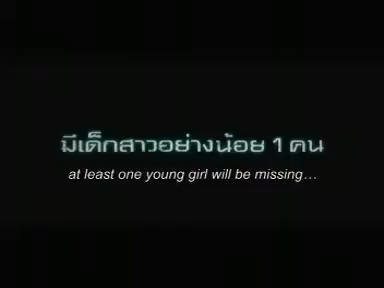 มีเด็กสาวอย่างน้อย 1 คน
at least one young girl will be missing...